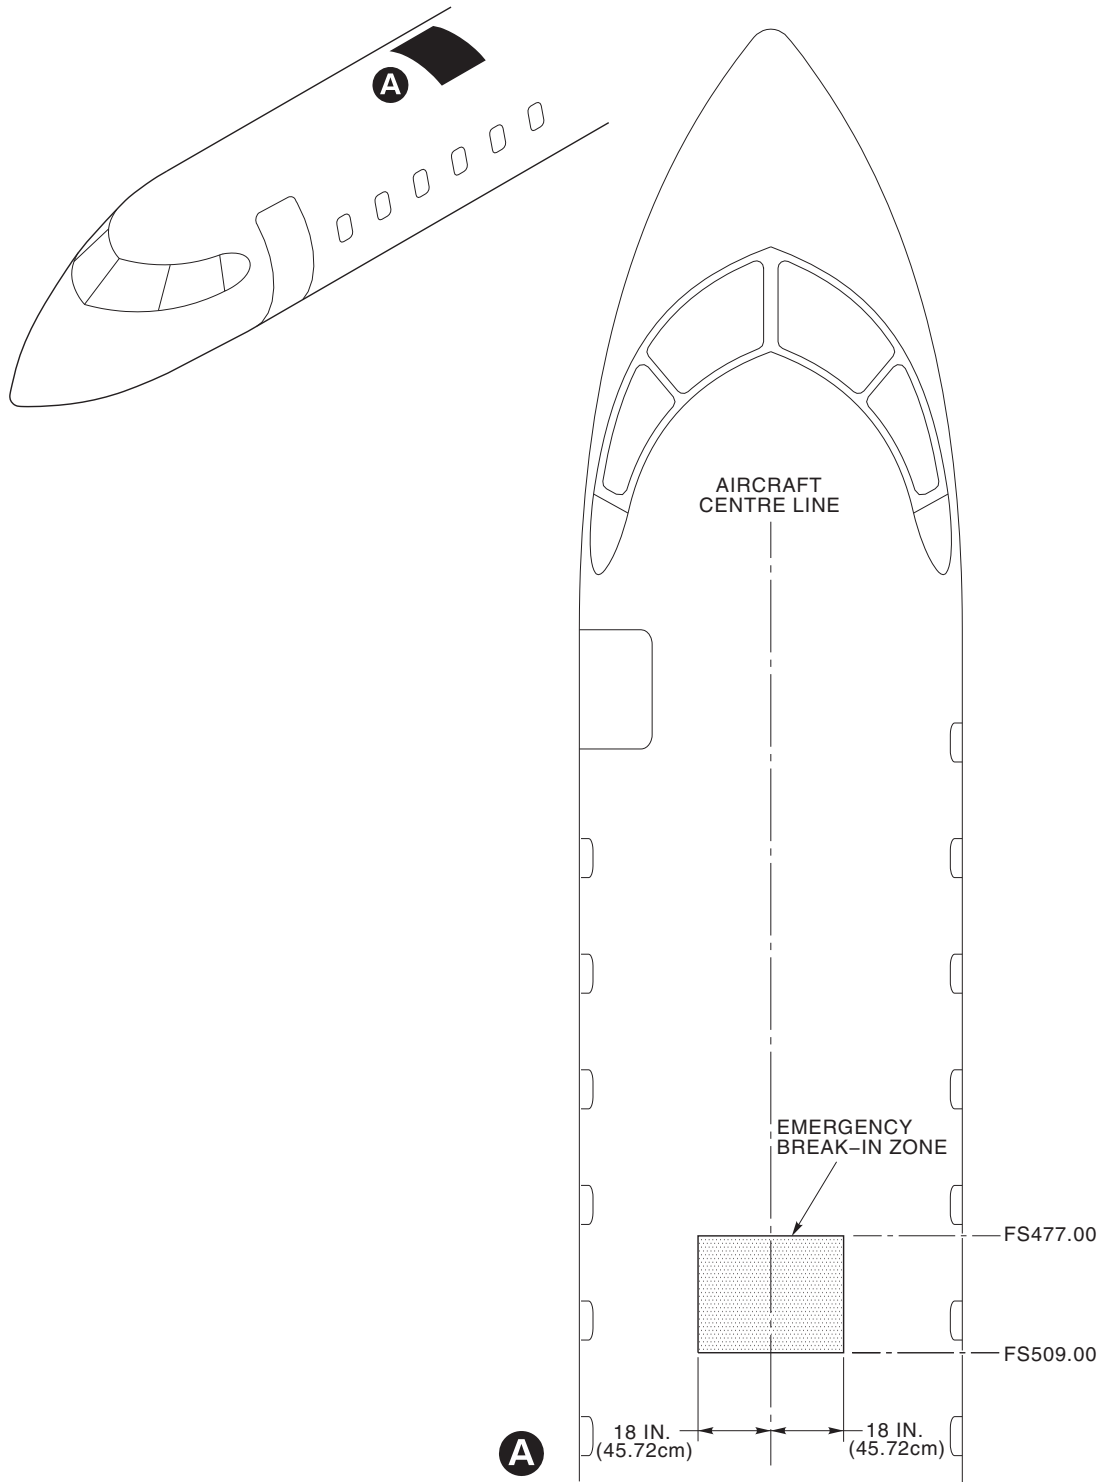 A
AIRCRAFT
CENTRE LINE
EMERGENCY
BREAK–IN ZONE
FS477.00
FS509.00
18 IN.
(45.72cm)
18 IN.
(45.72cm)
A